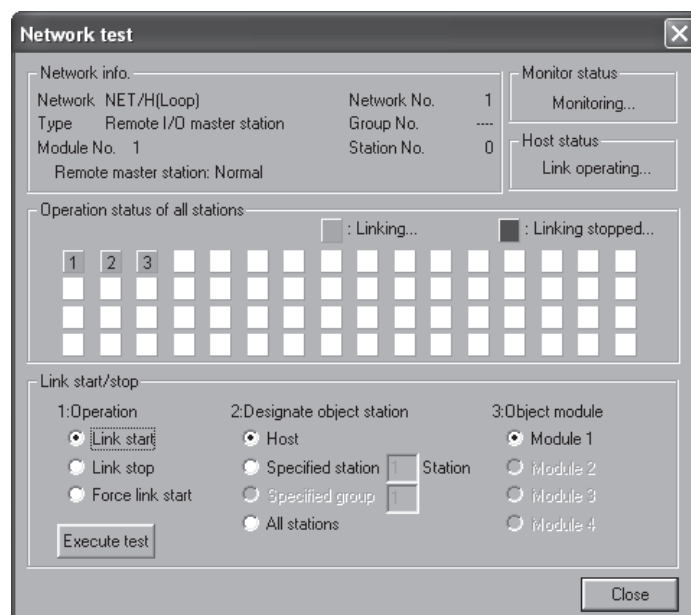 Network test
Network info.
Network NET/H(Loop) Network No. 1
Type Remote I/O master station Group No. ----
Module No. 1 Station No. 0
Remote master station: Normal
Monitor status
Monitoring...
Host status
Link operating...
Operation status of all stations
: Linking... : Linking stopped...
1 2 3
Link start/stop
1:Operation
Link start
Link stop
Force link start
Execute test
2:Designate object station
Host
Specified station 1 Station
Specified group 1
All stations
3:Object module
Module 1
Module 2
Module 3
Module 4
Close